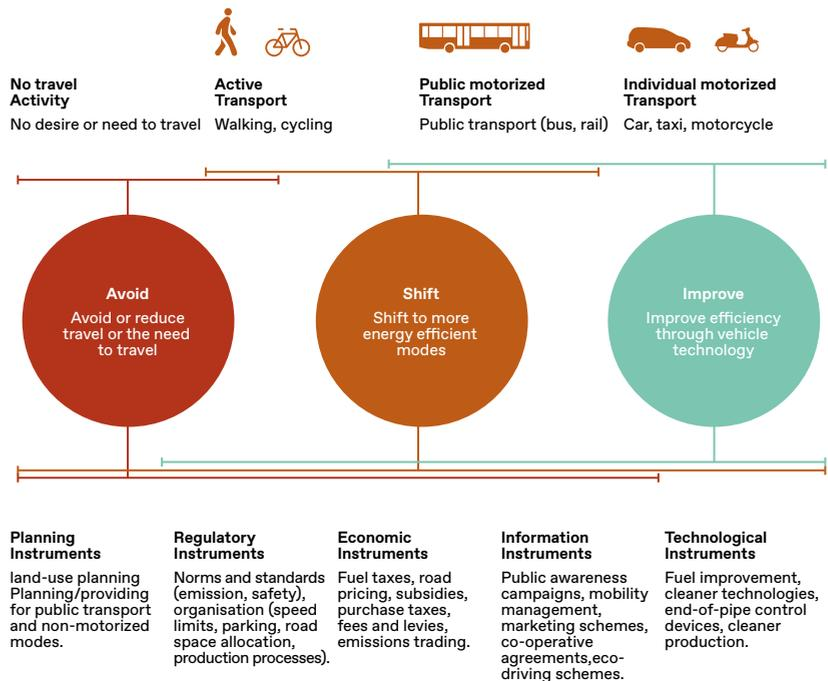 No travel
Activity
No desire or need to travel
Active
Transport
Walking, cycling
Public motorized
Transport
Public transport (bus, rail)
Individual motorized
Transport
Car, taxi, motorcycle
Avoid
Avoid or reduce
travel or the need
to travel
Shift
Shift to more
energy efficient
modes
Improve
Improve efficiency
through vehicle
technology
Planning
Instruments
land-use planning
Planning/providing
for public transport
and non-motorized
modes.
Regulatory
Instruments
Norms and standards
(emission, safety),
organisation (speed
limits, parking, road
space allocation,
production processes).
Economic
Instruments
Fuel taxes, road
pricing, subsidies,
purchase taxes,
fees and levies,
emissions trading.
Information
Instruments
Public awareness
campaigns, mobility
management,
marketing schemes,
co-operative
agreements,eco-
driving schemes.
Technological
Instruments
Fuel improvement,
cleaner technologies,
end-of-pipe control
devices, cleaner
production.